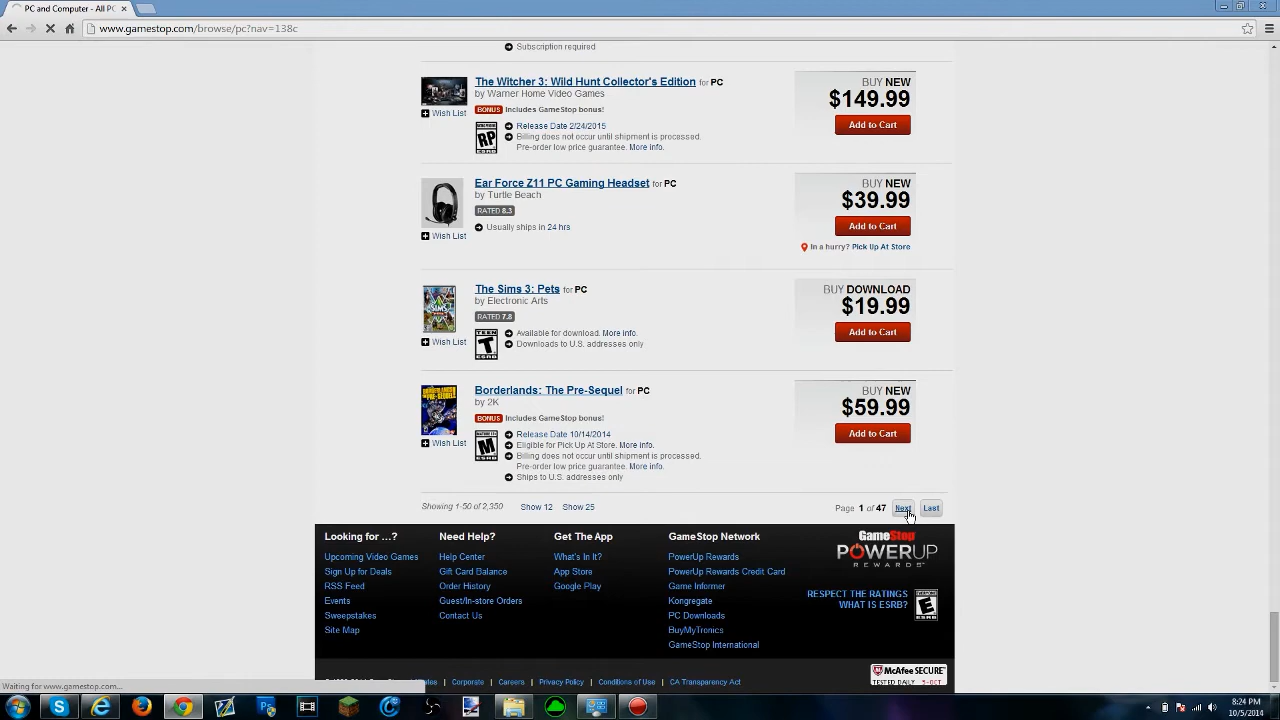 PC and Computer - All PC
www.gamestop.com/browse/pc?nav=138c
Subscription required
The Witcher 3: Wild Hunt Collector's Edition for PC
by Warner Home Video Games
BONUS Includes GameStop bonus!
Wish List
RP
ESRB
Release Date 2/24/2015
Billing does not occur until shipment is processed.
Pre-order low price guarantee. More info.
BUY NEW
$149.99
Add to Cart
Ear Force Z11 PC Gaming Headset for PC
by Turtle Beach
RATED 8.3
Usually ships in 24 hrs
Wish List
BUY NEW
$39.99
Add to Cart
In a hurry? Pick Up At Store
The Sims 3: Pets for PC
by Electronic Arts
RATED 7.8
Available for download. More info.
Downloads to U.S. addresses only
Wish List
TEEN
T
ESRB
BUY DOWNLOAD
$19.99
Add to Cart
Borderlands: The Pre-Sequel for PC
by 2K
BONUS Includes GameStop bonus!
Release Date 10/14/2014
Eligible for Pick Up At Store. More info.
Billing does not occur until shipment is processed.
Pre-order low price guarantee. More info.
Ships to U.S. addresses only
Wish List
M
ESRB
BUY NEW
$59.99
Add to Cart
Showing 1-50 of 2,350 Show 12 Show 25 Page 1 of 47 Next Last
Looking for ...?
Upcoming Video Games
Sign Up for Deals
RSS Feed
Events
Sweepstakes
Site Map
Need Help?
Help Center
Gift Card Balance
Order History
Guest/In-store Orders
Contact Us
Get The App
What's In It?
App Store
Google Play
GameStop Network
PowerUp Rewards
PowerUp Rewards Credit Card
Game Informer
Kongregate
PC Downloads
BuyMyTronics
GameStop International
GameStop
POWERUP
REWARDS
RESPECT THE RATINGS
WHAT IS ESRB?
E
ESRB
Corporate Careers Privacy Policy Conditions of Use CA Transparency Act
McAfee SECURE
TESTED DAILY 5-OCT
Waiting for www.gamestop.com...
8:24 PM
10/5/2014